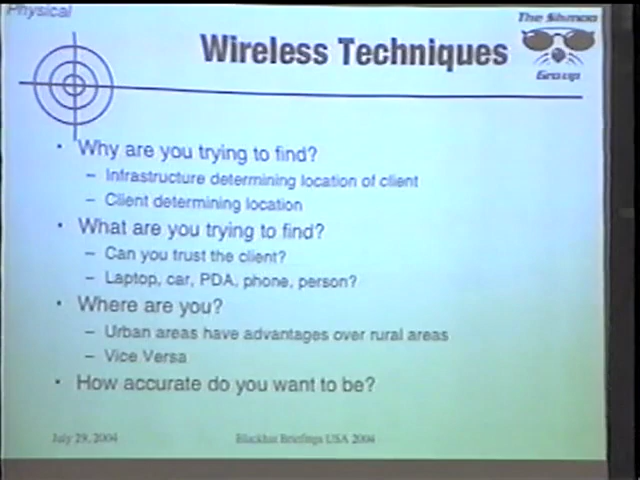 Physical
The Shmoo
Group
Wireless Techniques
• Why are you trying to find?
– Infrastructure determining location of client
– Client determining location
• What are you trying to find?
– Can you trust the client?
– Laptop, car, PDA, phone, person?
• Where are you?
– Urban areas have advantages over rural areas
– Vice Versa
• How accurate do you want to be?
July 29, 2004
Blackhat Briefings USA 2004